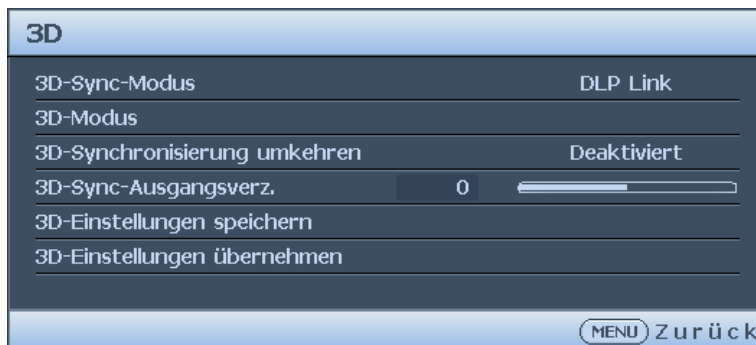 3D
3D-Sync-Modus DLP Link
3D-Modus
3D-Synchronisierung umkehren Deaktiviert
3D-Sync-Ausgangsverz. 0
3D-Einstellungen speichern
3D-Einstellungen übernehmen
MENU Zurück